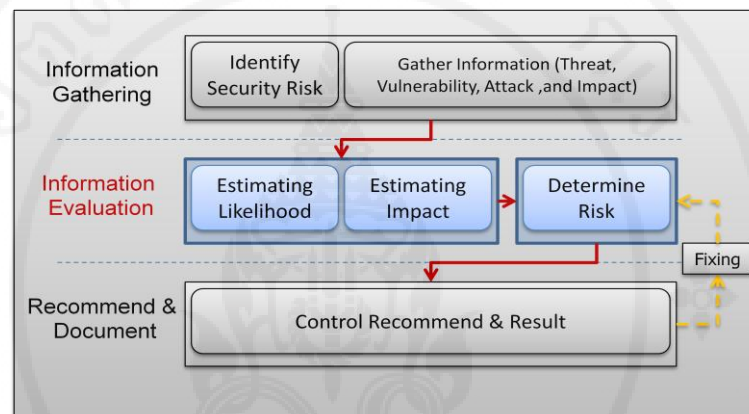 Information
Gathering
Identify
Security Risk
Gather Information (Threat,
Vulnerability, Attack ,and Impact)
Information
Evaluation
Estimating
Likelihood
Estimating
Impact
Determine
Risk
Fixing
Recommend &
Document
Control Recommend & Result